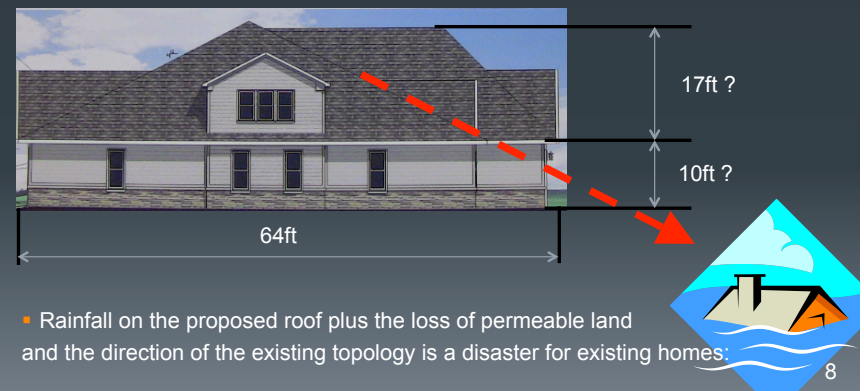 17ft ?
10ft ?
64ft
▪ Rainfall on the proposed roof plus the loss of permeable land
and the direction of the existing topology is a disaster for existing homes:
8